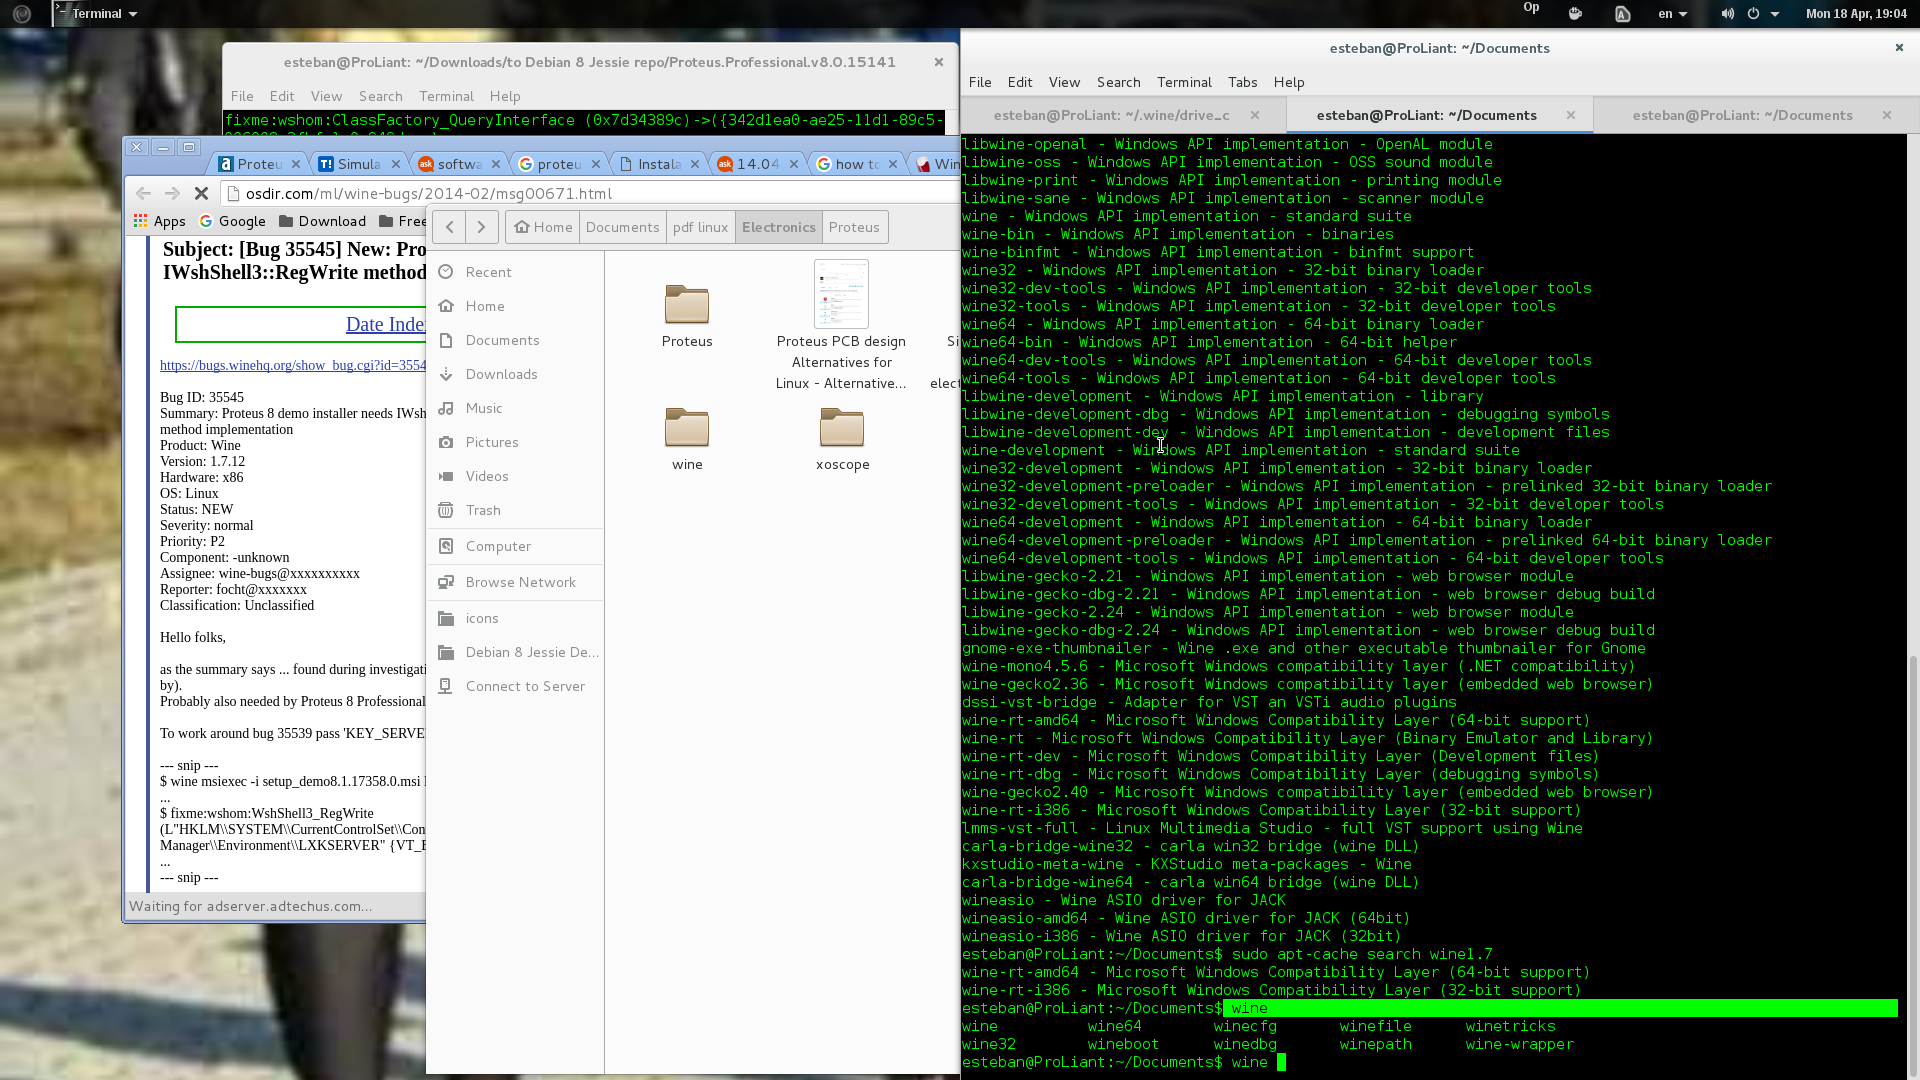 Terminal
Op
en
Mon 18 Apr, 19:04
esteban@ProLiant: ~/Downloads/to Debian 8 Jessie repo/Proteus.Professional.v8.0.15141
File Edit View Search Terminal Help
fixme:wshom:ClassFactory_QueryInterface (0x7d34389c)->({342d1ea0-ae25-11d1-89c5-
Proteu
Simula
softwa
proteu
Instala
14.04
how to
Win
osdir.com/ml/wine-bugs/2014-02/msg00671.html
Apps Google Download Free
Subject: [Bug 35545] New: Pro
IWshShell3::RegWrite method
Date Inde
https://bugs.winehq.org/show_bug.cgi?id=3554
Bug ID: 35545
Summary: Proteus 8 demo installer needs IWsh
method implementation
Product: Wine
Version: 1.7.12
Hardware: x86
OS: Linux
Status: NEW
Severity: normal
Priority: P2
Component: -unknown
Assignee: wine-bugs@xxxxxxxxxx
Reporter: focht@xxxxxxx
Classification: Unclassified
Hello folks,
as the summary says ... found during investigati
by).
Probably also needed by Proteus 8 Professional
To work around bug 35539 pass 'KEY_SERVE
--- snip ---
$ wine msiexec -i setup_demo8.1.17358.0.msi
...
$ fixme:wshom:WshShell3_RegWrite
(L"HKLM\\SYSTEM\\CurrentControlSet\\Con
Manager\\Environment\\LXKSERVER" {VT_
...
--- snip ---
Waiting for adserver.adtechus.com...
Home Documents pdf linux Electronics Proteus
Recent
Home
Documents
Downloads
Music
Pictures
Videos
Trash
Computer
Browse Network
icons
Debian 8 Jessie De...
Connect to Server
Proteus
Proteus PCB design
Alternatives for
Linux - Alternative...
Si
elect
wine
xoscope
esteban@ProLiant: ~/Documents
File Edit View Search Terminal Tabs Help
esteban@ProLiant: ~/.wine/drive_c
esteban@ProLiant: ~/Documents
esteban@ProLiant: ~/Documents
libwine-openal - Windows API implementation - OpenAL module
libwine-oss - Windows API implementation - OSS sound module
libwine-print - Windows API implementation - printing module
libwine-sane - Windows API implementation - scanner module
wine - Windows API implementation - standard suite
wine-bin - Windows API implementation - binaries
wine-binfmt - Windows API implementation - binfmt support
wine32 - Windows API implementation - 32-bit binary loader
wine32-dev-tools - Windows API implementation - 32-bit developer tools
wine32-tools - Windows API implementation - 32-bit developer tools
wine64 - Windows API implementation - 64-bit binary loader
wine64-bin - Windows API implementation - 64-bit helper
wine64-dev-tools - Windows API implementation - 64-bit developer tools
wine64-tools - Windows API implementation - 64-bit developer tools
libwine-development - Windows API implementation - library
libwine-development-dbg - Windows API implementation - debugging symbols
libwine-development-dev - Windows API implementation - development files
wine-development - Windows API implementation - standard suite
wine32-development - Windows API implementation - 32-bit binary loader
wine32-development-preloader - Windows API implementation - prelinked 32-bit binary loader
wine32-development-tools - Windows API implementation - 32-bit developer tools
wine64-development - Windows API implementation - 64-bit binary loader
wine64-development-preloader - Windows API implementation - prelinked 64-bit binary loader
wine64-development-tools - Windows API implementation - 64-bit developer tools
libwine-gecko-2.21 - Windows API implementation - web browser module
libwine-gecko-dbg-2.21 - Windows API implementation - web browser debug build
libwine-gecko-2.24 - Windows API implementation - web browser module
libwine-gecko-dbg-2.24 - Windows API implementation - web browser debug build
gnome-exe-thumbnailer - Wine .exe and other executable thumbnailer for Gnome
wine-mono4.5.6 - Microsoft Windows compatibility layer (.NET compatibility)
wine-gecko2.36 - Microsoft Windows compatibility layer (embedded web browser)
dssi-vst-bridge - Adapter for VST an VSTi audio plugins
wine-rt-amd64 - Microsoft Windows Compatibility Layer (64-bit support)
wine-rt - Microsoft Windows Compatibility Layer (Binary Emulator and Library)
wine-rt-dev - Microsoft Windows Compatibility Layer (Development files)
wine-rt-dbg - Microsoft Windows Compatibility Layer (debugging symbols)
wine-gecko2.40 - Microsoft Windows compatibility layer (embedded web browser)
wine-rt-i386 - Microsoft Windows Compatibility Layer (32-bit support)
lmms-vst-full - Linux Multimedia Studio - full VST support using Wine
carla-bridge-wine32 - carla win32 bridge (wine DLL)
kxstudio-meta-wine - KXStudio meta-packages - Wine
carla-bridge-wine64 - carla win64 bridge (wine DLL)
wineasio - Wine ASIO driver for JACK
wineasio-amd64 - Wine ASIO driver for JACK (64bit)
wineasio-i386 - Wine ASIO driver for JACK (32bit)
esteban@ProLiant:~/Documents$ sudo apt-cache search wine1.7
wine-rt-amd64 - Microsoft Windows Compatibility Layer (64-bit support)
wine-rt-i386 - Microsoft Windows Compatibility Layer (32-bit support)
esteban@ProLiant:~/Documents$ wine
wine wine64 winecfg winefile winetricks
wine32 wineboot winedbg winepath wine-wrapper
esteban@ProLiant:~/Documents$ wine